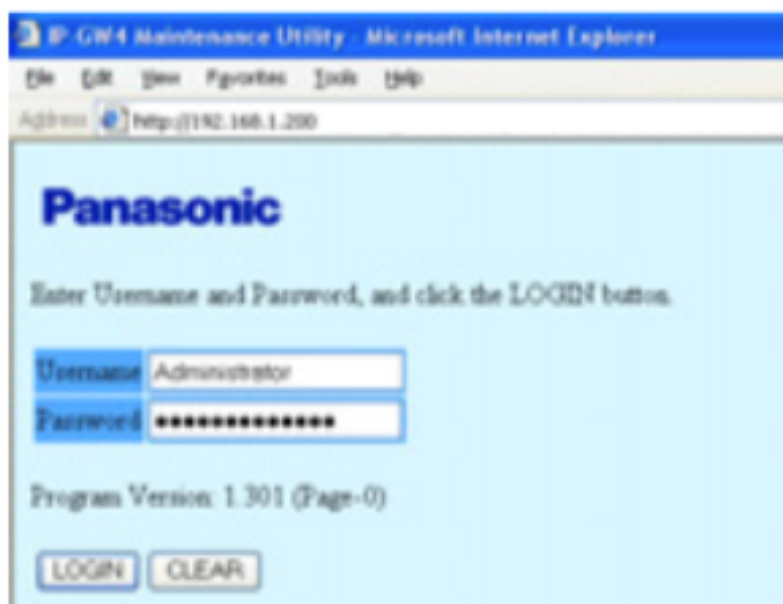 IP-GW4 Maintenance Utility - Microsoft Internet Explorer
File Edit View Favorites Tools Help
Address http://192.168.1.200
Panasonic
Enter Username and Password, and click the LOGIN button.
Username Administrator
Password •••••••••••••
Program Version: 1.301 (Page-0)
LOGIN CLEAR